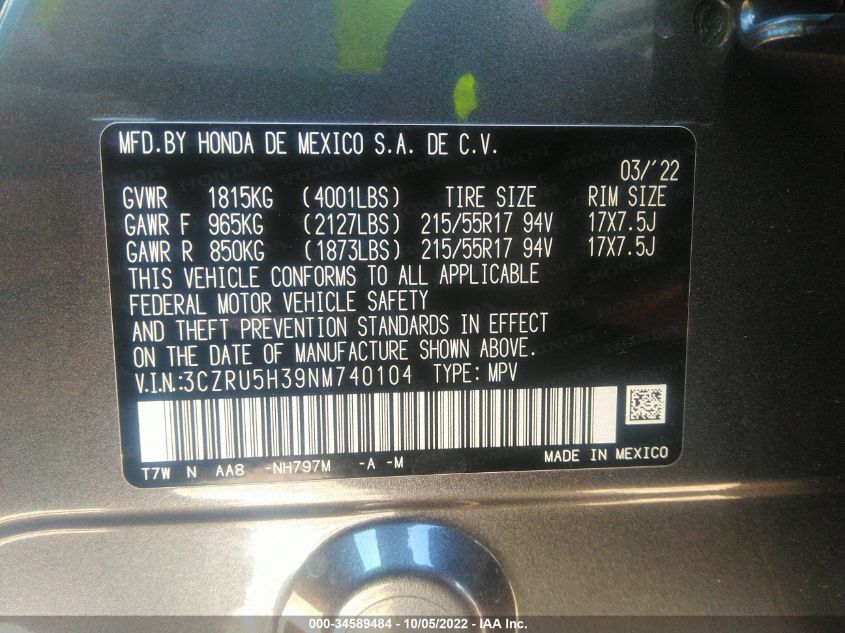 MFD.BY HONDA DE MEXICO S.A. DE C.V.
03/'22
GVWR 1815KG (4001LBS) TIRE SIZE RIM SIZE
GAWR F 965KG (2127LBS) 215/55R17 94V 17X7.5J
GAWR R 850KG (1873LBS) 215/55R17 94V 17X7.5J
THIS VEHICLE CONFORMS TO ALL APPLICABLE
FEDERAL MOTOR VEHICLE SAFETY
AND THEFT PREVENTION STANDARDS IN EFFECT
ON THE DATE OF MANUFACTURE SHOWN ABOVE.
V.I.N.:3CZRU5H39NM740104 TYPE: MPV
T7W N AA8 -NH797M -A -M MADE IN MEXICO
000-34589484 - 10/05/2022 - IAA Inc.